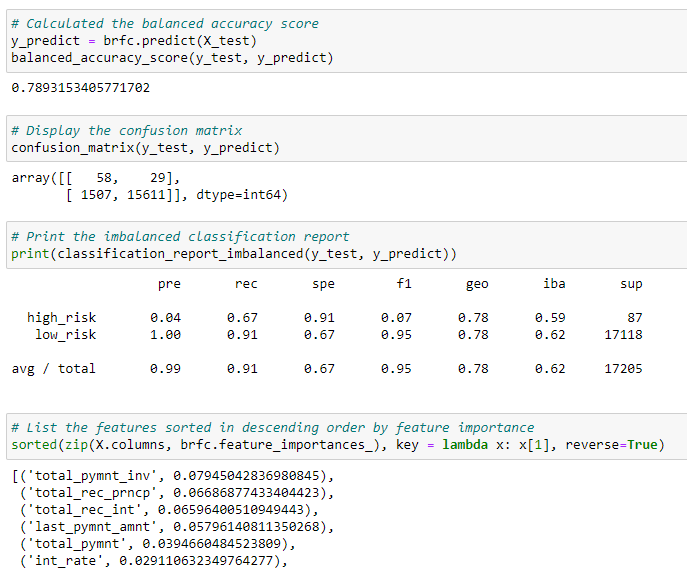 # Calculated the balanced accuracy score
y_predict = brfc.predict(X_test)
balanced_accuracy_score(y_test, y_predict)
0.7893153405771702
# Display the confusion matrix
confusion_matrix(y_test, y_predict)
array([[   58,    29],
       [ 1507, 15611]], dtype=int64)
# Print the imbalanced classification report
print(classification_report_imbalanced(y_test, y_predict))
                   pre       rec       spe        f1       geo       iba       sup
  high_risk       0.04      0.67      0.91      0.07      0.78      0.59        87
   low_risk       1.00      0.91      0.67      0.95      0.78      0.62     17118
avg / total       0.99      0.91      0.67      0.95      0.78      0.62     17205
# List the features sorted in descending order by feature importance
sorted(zip(X.columns, brfc.feature_importances_), key = lambda x: x[1], reverse=True)
[('total_pymnt_inv', 0.07945042836980845),
 ('total_rec_prncp', 0.06686877433404423),
 ('total_rec_int', 0.06596400510949443),
 ('last_pymnt_amnt', 0.05796140811350268),
 ('total_pymnt', 0.0394660484523809),
 ('int_rate', 0.029110632349764277),